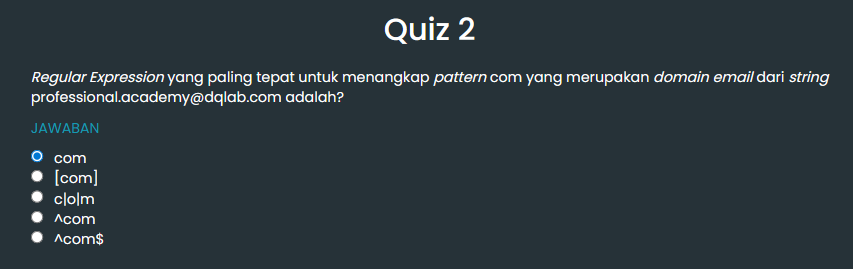 Quiz 2
Regular Expression yang paling tepat untuk menangkap pattern com yang merupakan domain email dari string
professional.academy@dqlab.com adalah?
JAWABAN
com
[com]
c|o|m
^com
^com$